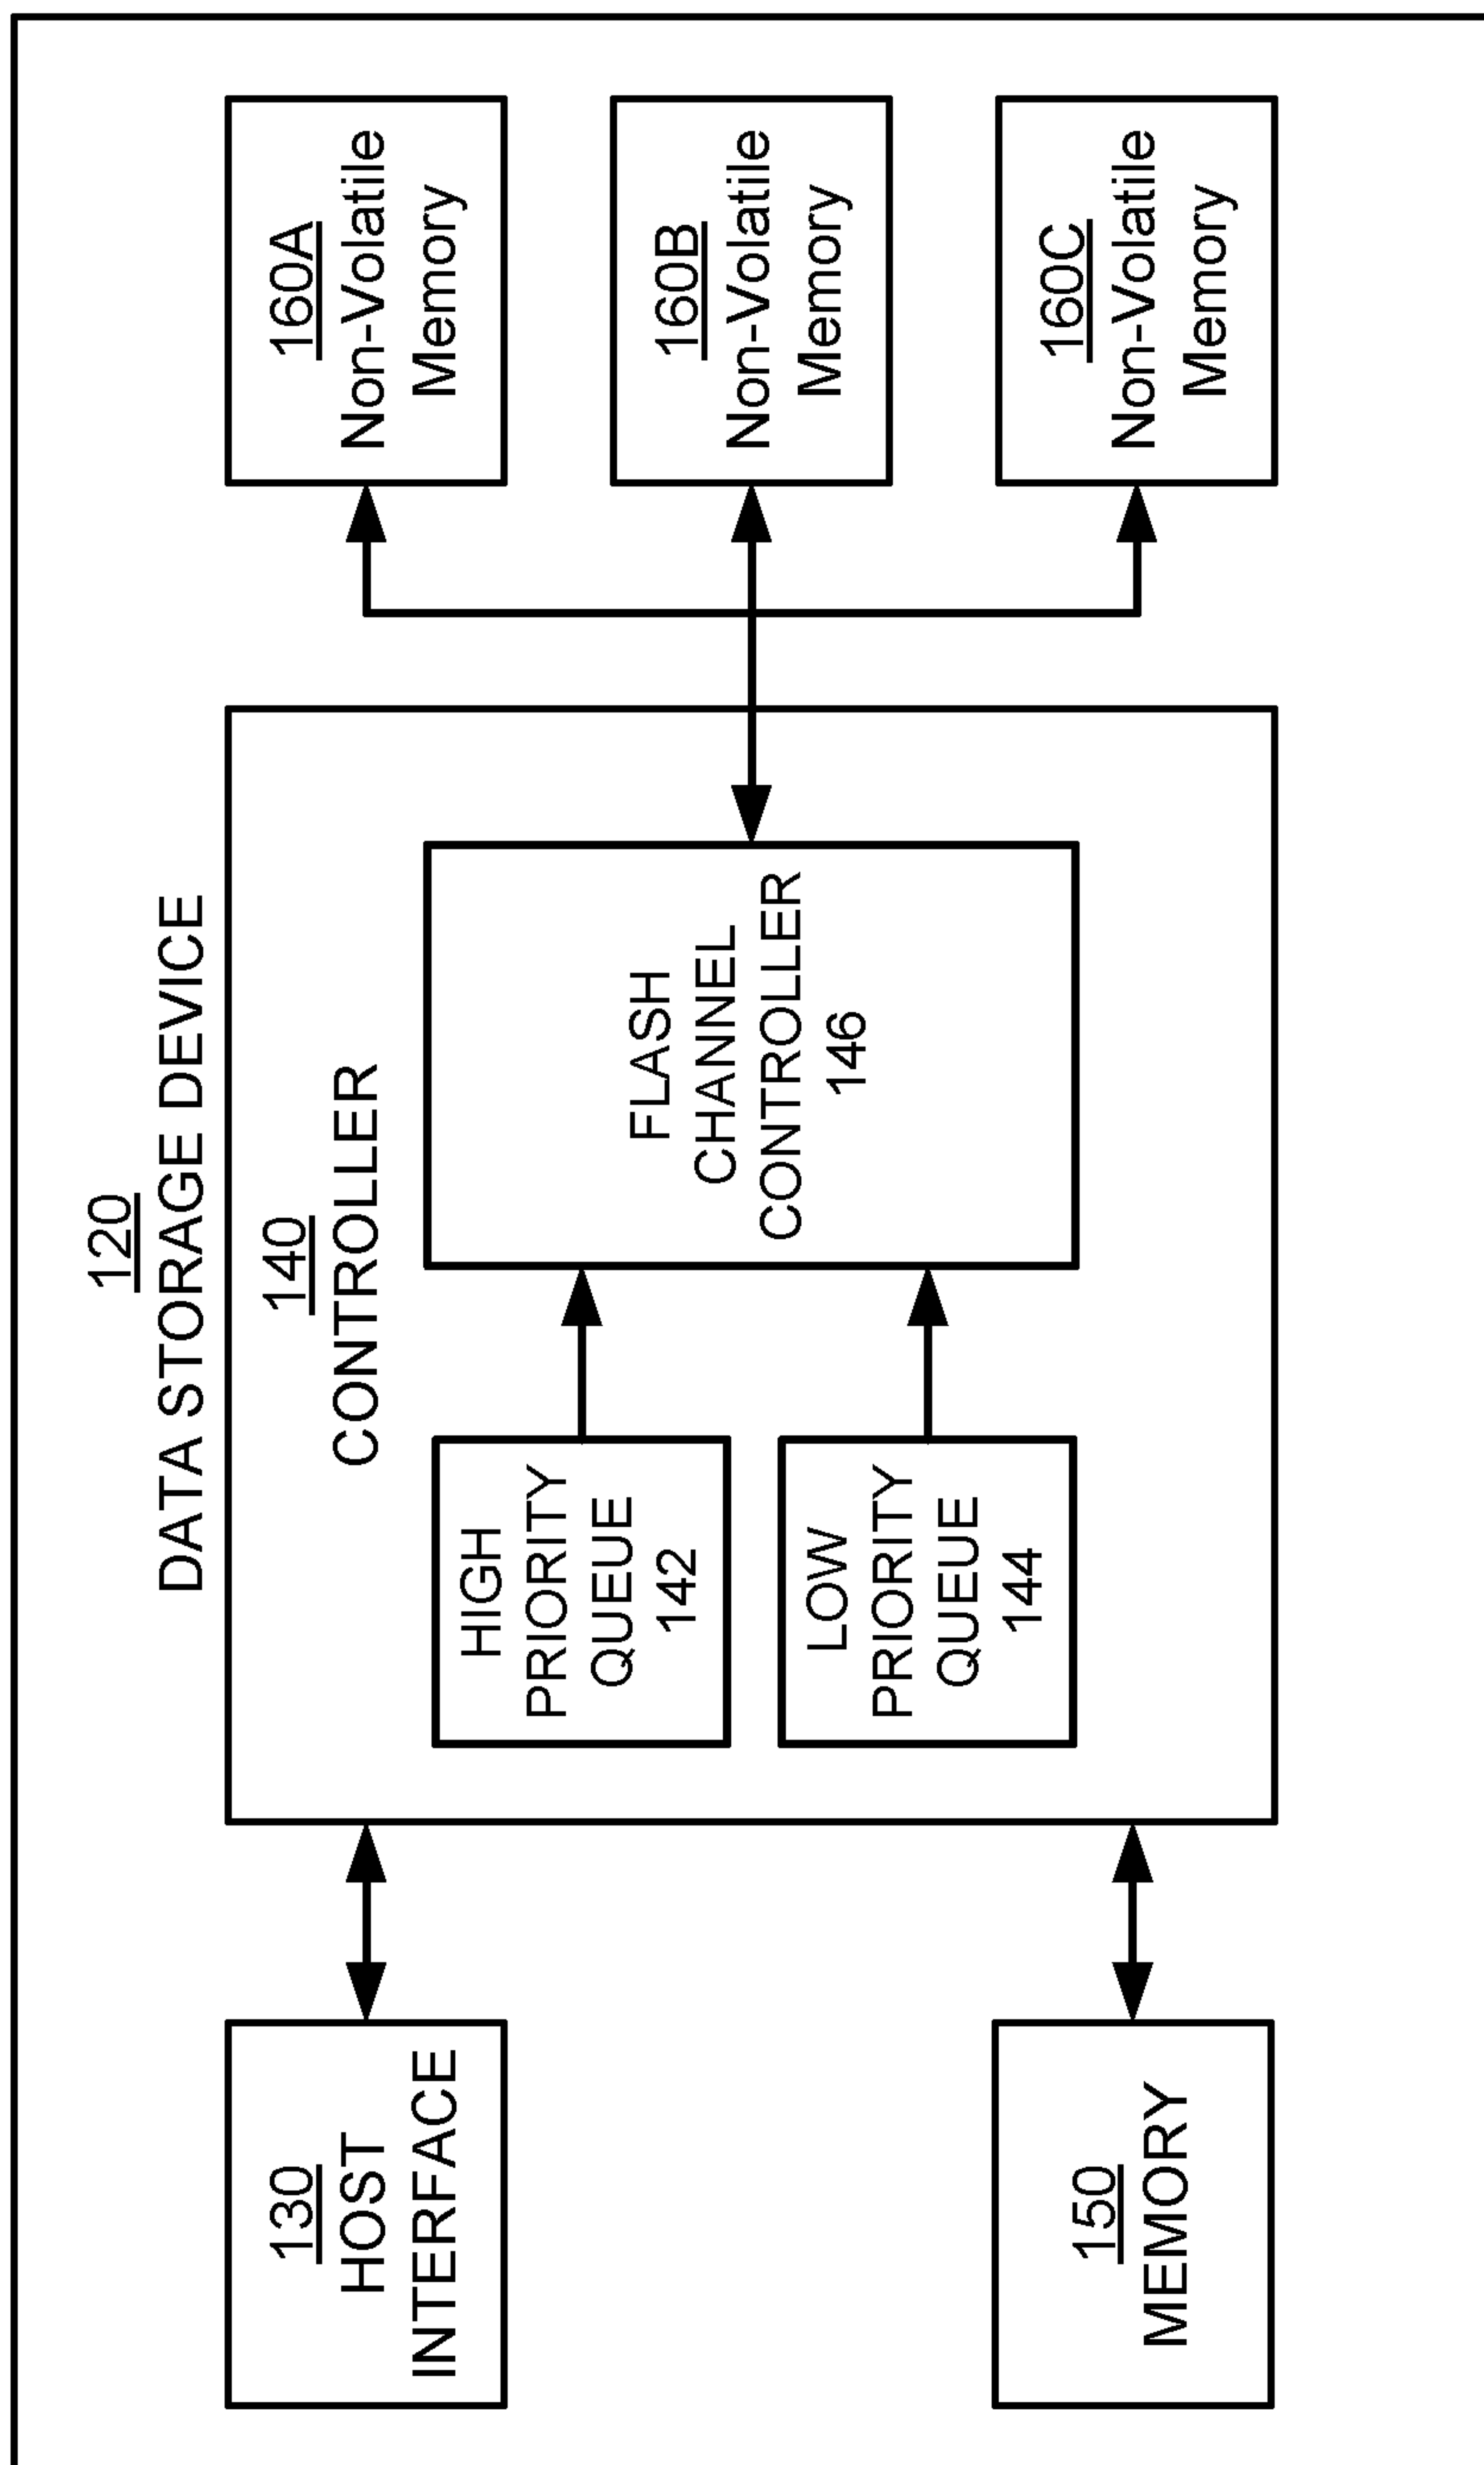 120
DATA STORAGE DEVICE
130
HOST
INTERFACE
140
CONTROLLER
HIGH
PRIORITY
QUEUE
142
LOW
PRIORITY
QUEUE
144
FLASH
CHANNEL
CONTROLLER
146
150
MEMORY
160A
Non-Volatile
Memory
160B
Non-Volatile
Memory
160C
Non-Volatile
Memory